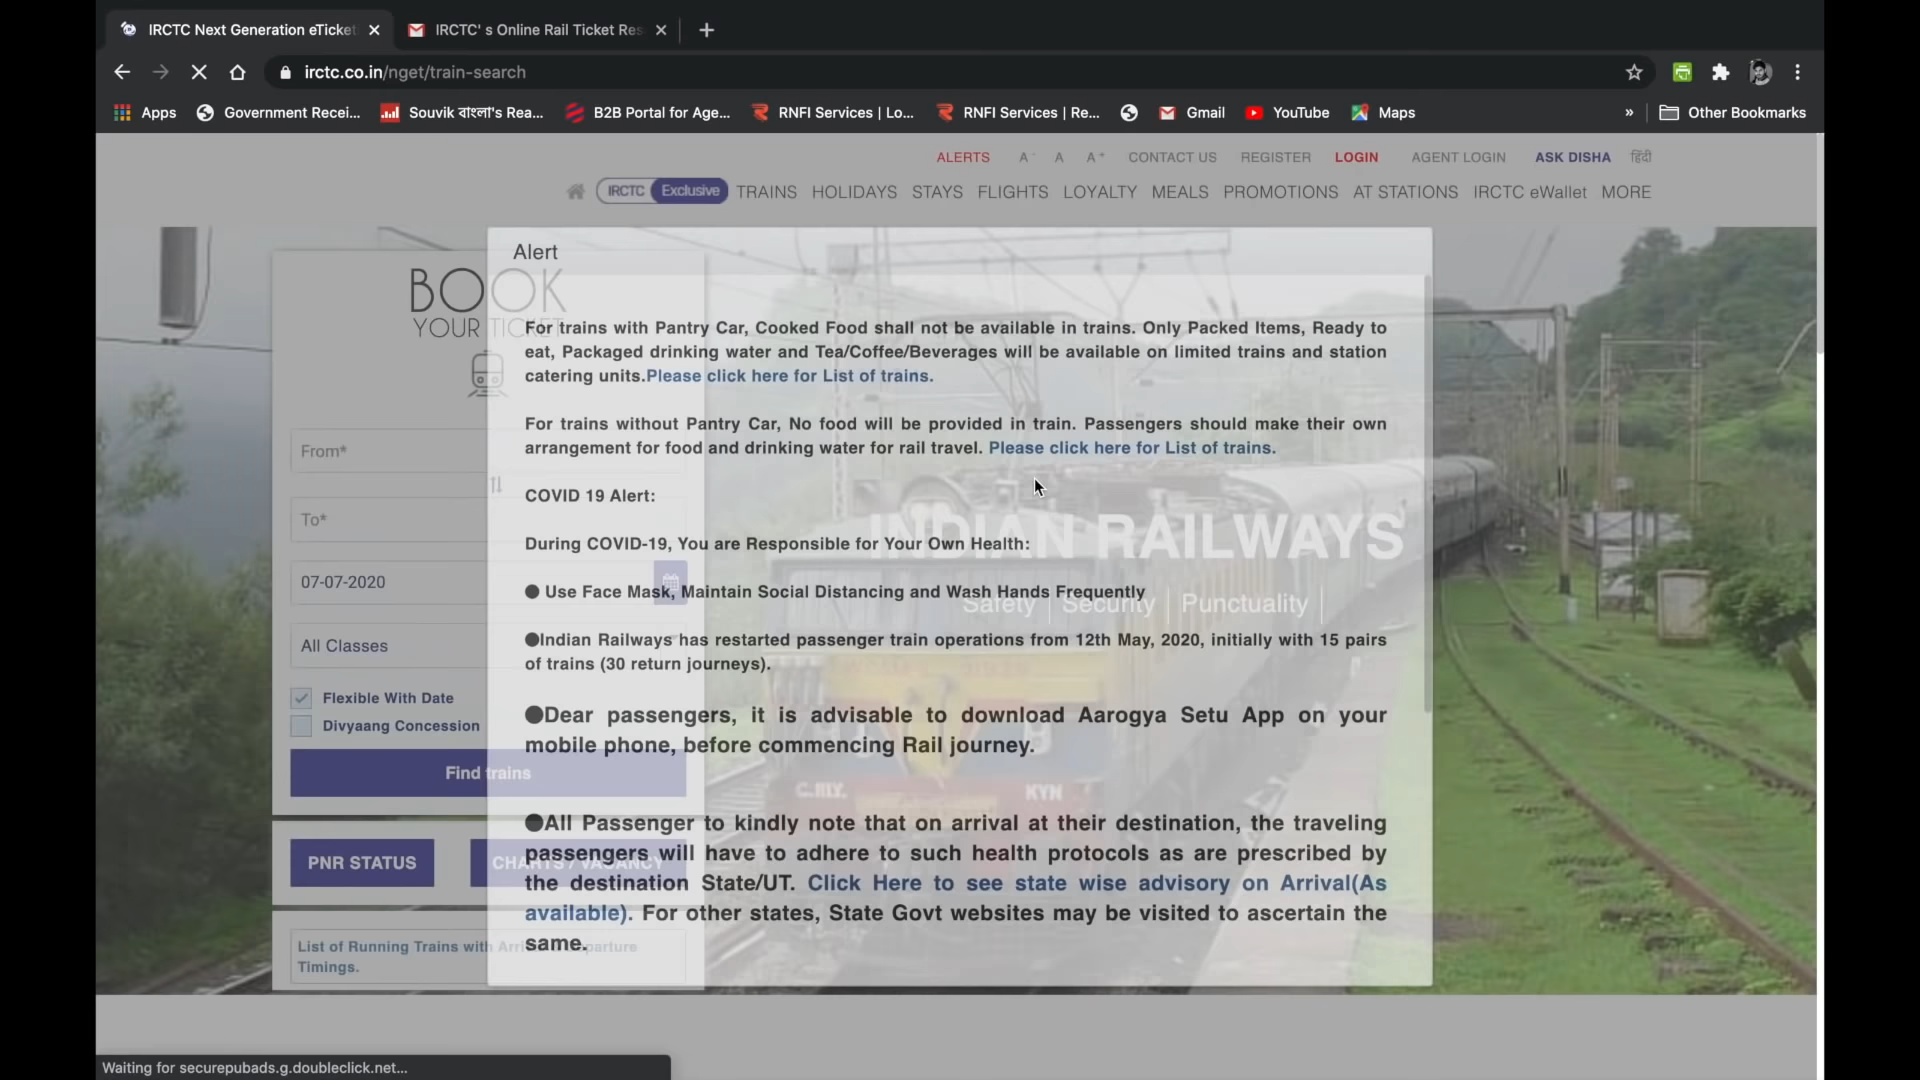 IRCTC Next Generation eTicket
IRCTC' s Online Rail Ticket Res
irctc.co.in/nget/train-search
Apps
Government Recei...
Souvik বাংলা's Rea...
B2B Portal for Age...
RNFI Services | Lo...
RNFI Services | Re...
Gmail
YouTube
Maps
»
Other Bookmarks
ALERTS A- A A+ CONTACT US REGISTER LOGIN AGENT LOGIN ASK DISHA हिंदी
IRCTC Exclusive TRAINS HOLIDAYS STAYS FLIGHTS LOYALTY MEALS PROMOTIONS AT STATIONS IRCTC eWallet MORE
BOOK
YOUR TICKET
From*
To*
07-07-2020
All Classes
Flexible With Date
Divyaang Concession
Find trains
PNR STATUS
CHARTS / VACANCY
List of Running Trains with Arrival Departure
Timings.
Alert
For trains with Pantry Car, Cooked Food shall not be available in trains. Only Packed Items, Ready to
eat, Packaged drinking water and Tea/Coffee/Beverages will be available on limited trains and station
catering units.Please click here for List of trains.
For trains without Pantry Car, No food will be provided in train. Passengers should make their own
arrangement for food and drinking water for rail travel. Please click here for List of trains.
COVID 19 Alert:
During COVID-19, You are Responsible for Your Own Health:
● Use Face Mask, Maintain Social Distancing and Wash Hands Frequently
●Indian Railways has restarted passenger train operations from 12th May, 2020, initially with 15 pairs
of trains (30 return journeys).
●Dear passengers, it is advisable to download Aarogya Setu App on your
mobile phone, before commencing Rail journey.
●All Passenger to kindly note that on arrival at their destination, the traveling
passengers will have to adhere to such health protocols as are prescribed by
the destination State/UT. Click Here to see state wise advisory on Arrival(As
available). For other states, State Govt websites may be visited to ascertain the
same.
INDIAN RAILWAYS
Safety | Security | Punctuality |
C.RLY. KYN
Waiting for securepubads.g.doubleclick.net...